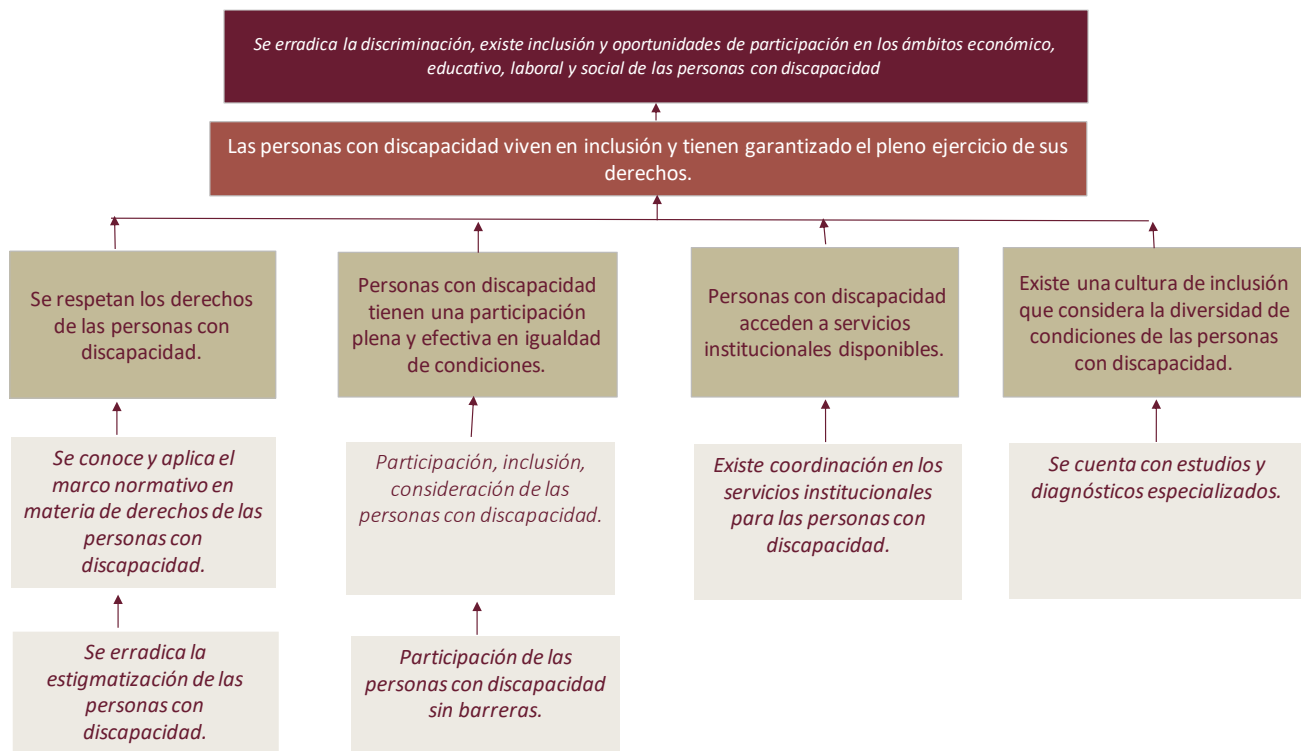 Se erradica la discriminación, existe inclusión y oportunidades de participación en los ámbitos económico,
educativo, laboral y social de las personas con discapacidad
Las personas con discapacidad viven en inclusión y tienen garantizado el pleno ejercicio de sus
derechos.
Se respetan los derechos
de las personas con
discapacidad.
Personas con discapacidad
tienen una participación
plena y efectiva en igualdad
de condiciones.
Personas con discapacidad
acceden a servicios
institucionales disponibles.
Existe una cultura de inclusión
que considera la diversidad de
condiciones de las personas
con discapacidad.
Se conoce y aplica el
marco normativo en
materia de derechos de las
personas con
discapacidad.
Participación, inclusión,
consideración de las
personas con discapacidad.
Existe coordinación en los
servicios institucionales
para las personas con
discapacidad.
Se cuenta con estudios y
diagnósticos especializados.
Se erradica la
estigmatización de las
personas con
discapacidad.
Participación de las
personas con discapacidad
sin barreras.